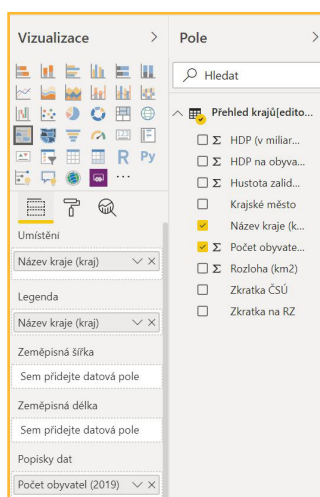 Vizualizace
R Py
Umístění
Název kraje (kraj)
Legenda
Název kraje (kraj)
Zeměpisná šířka
Sem přidejte datová pole
Zeměpisná délka
Sem přidejte datová pole
Popisky dat
Počet obyvatel (2019)
Pole
Hledat
Přehled krajů[edito...
Σ HDP (v miliar...
Σ HDP na obyva...
Σ Hustota zalid...
Krajské město
Název kraje (k...
Σ Počet obyvate...
Σ Rozloha (km2)
Zkratka ČSÚ
Zkratka na RZ